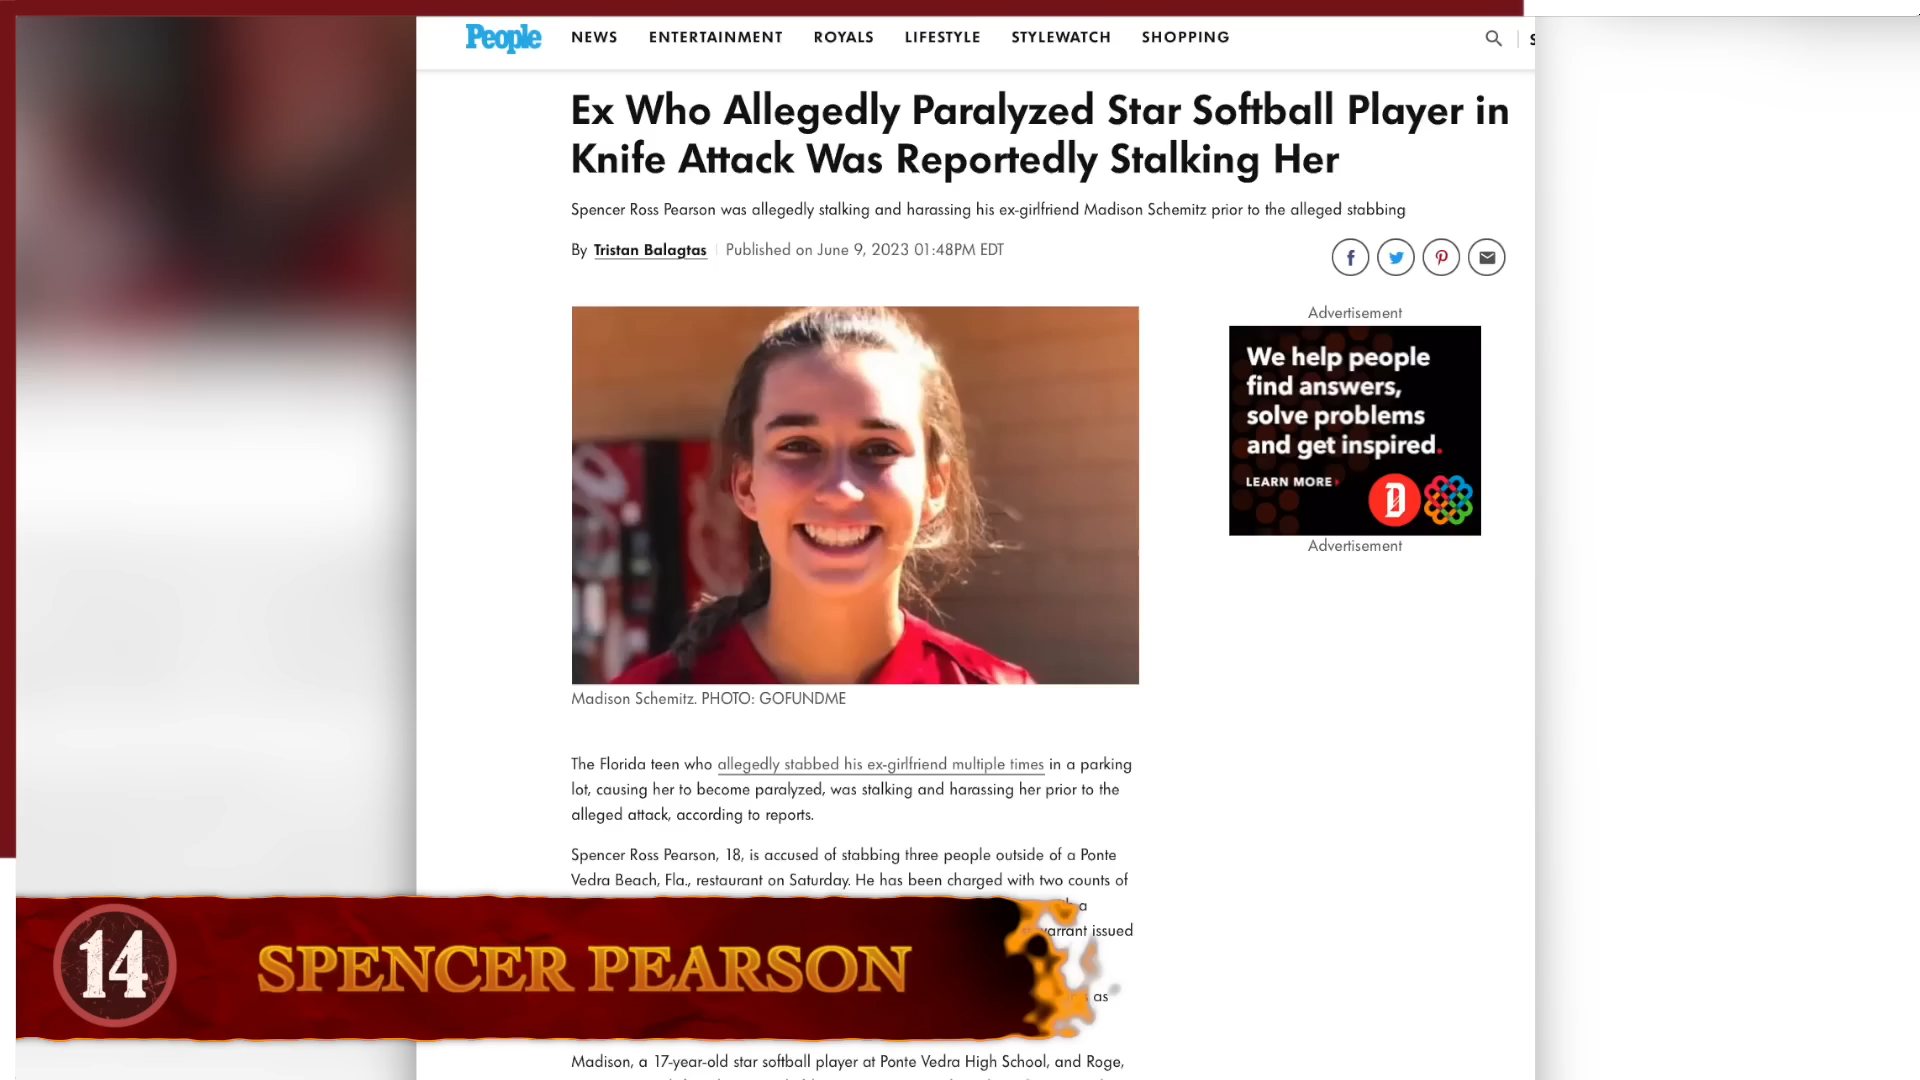 People NEWS ENTERTAINMENT ROYALS LIFESTYLE STYLEWATCH SHOPPING
Ex Who Allegedly Paralyzed Star Softball Player in
Knife Attack Was Reportedly Stalking Her
Spencer Ross Pearson was allegedly stalking and harassing his ex-girlfriend Madison Schemitz prior to the alleged stabbing
By Tristan Balagtas Published on June 9, 2023 01:48PM EDT
Advertisement
We help people
find answers,
solve problems
and get inspired.
LEARN MORE
D
Advertisement
Madison Schemitz. PHOTO: GOFUNDME
The Florida teen who allegedly stabbed his ex-girlfriend multiple times in a parking
lot, causing her to become paralyzed, was stalking and harassing her prior to the
alleged attack, according to reports.
Spencer Ross Pearson, 18, is accused of stabbing three people outside of a Ponte
Vedra Beach, Fla., restaurant on Saturday. He has been charged with two counts of
a
warrant issued
as
14 SPENCER PEARSON
Madison, a 17-year-old star softball player at Ponte Vedra High School, and Roge,